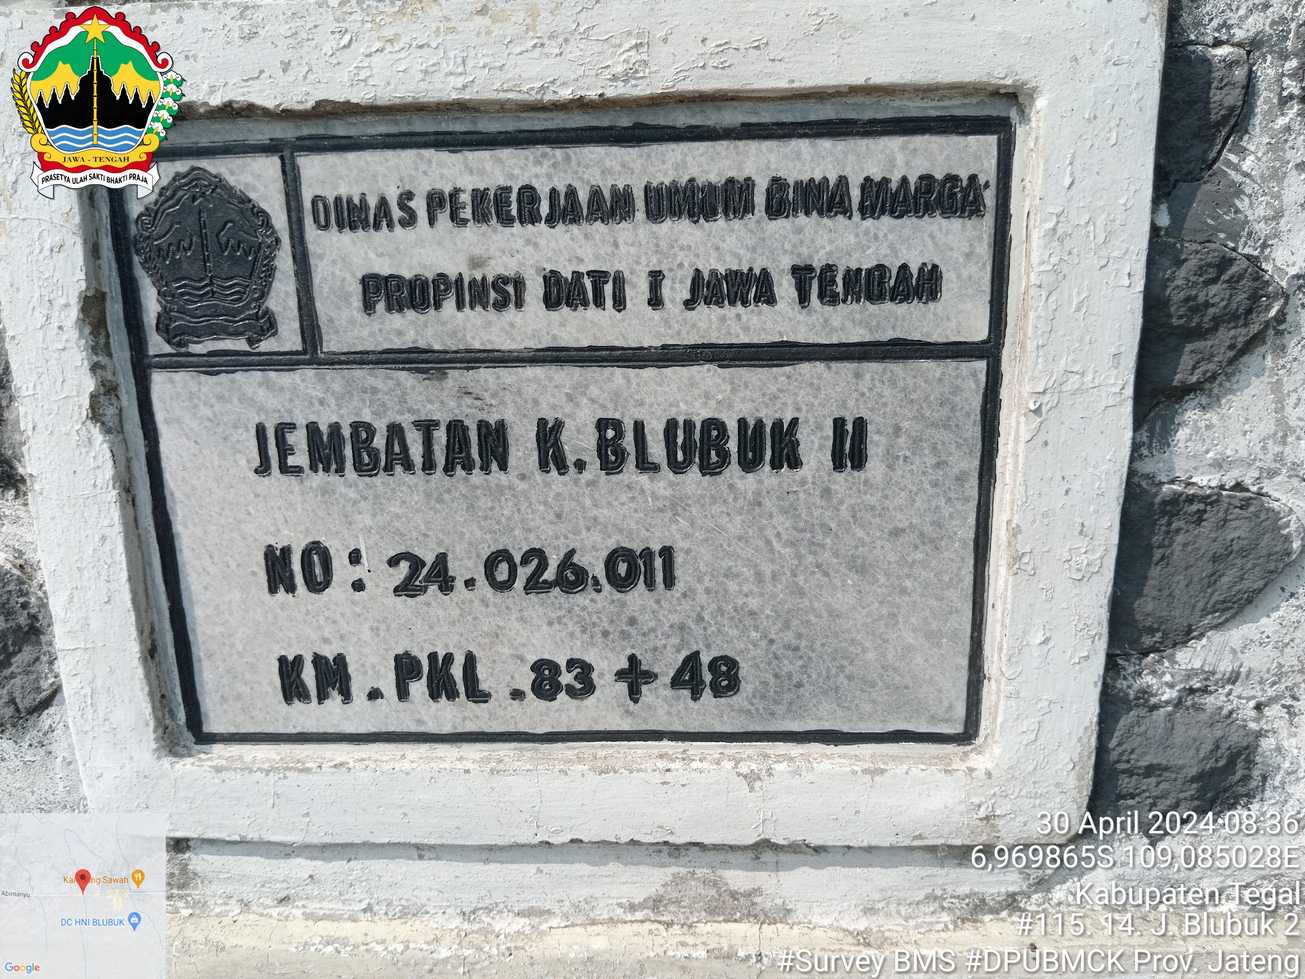 JAWA - TENGAH
PRASETYA ULAH SAKTI BHAKTI PRAJA
DINAS PEKERJAAN UMUM BINA MARGA
PROPINSI DATI I JAWA TENGAH
JEMBATAN K.BLUBUK II
NO: 24.026.011
KM.PKL.83+48
30 April 2024 08:36
6,969865S 109,085028E
Kabupaten Tegal
#115. 14. J. Blubuk 2
#Survey BMS #DPUBMCK Prov. Jateng
Sawah
DC HNI BLUBUK
Google